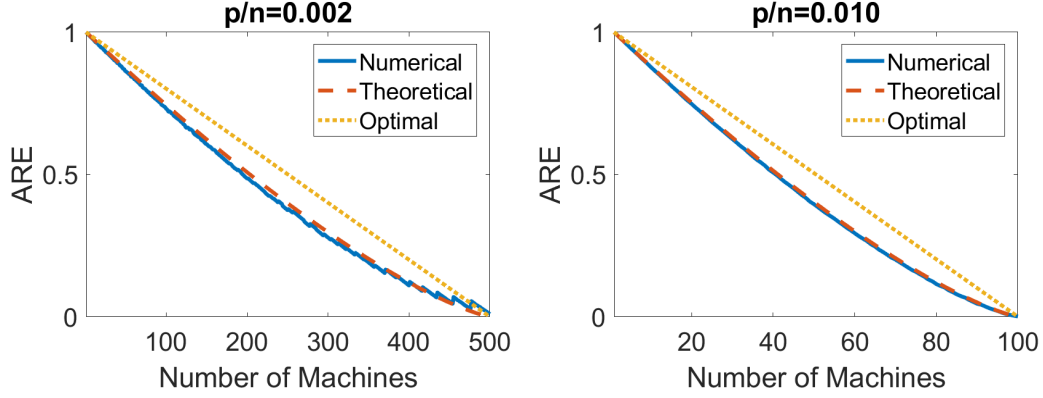 p/n=0.002
1
0.5
0
ARE
Numerical
Theoretical
Optimal
100 200 300 400 500
Number of Machines
p/n=0.010
1
0.5
0
ARE
Numerical
Theoretical
Optimal
20 40 60 80 100
Number of Machines